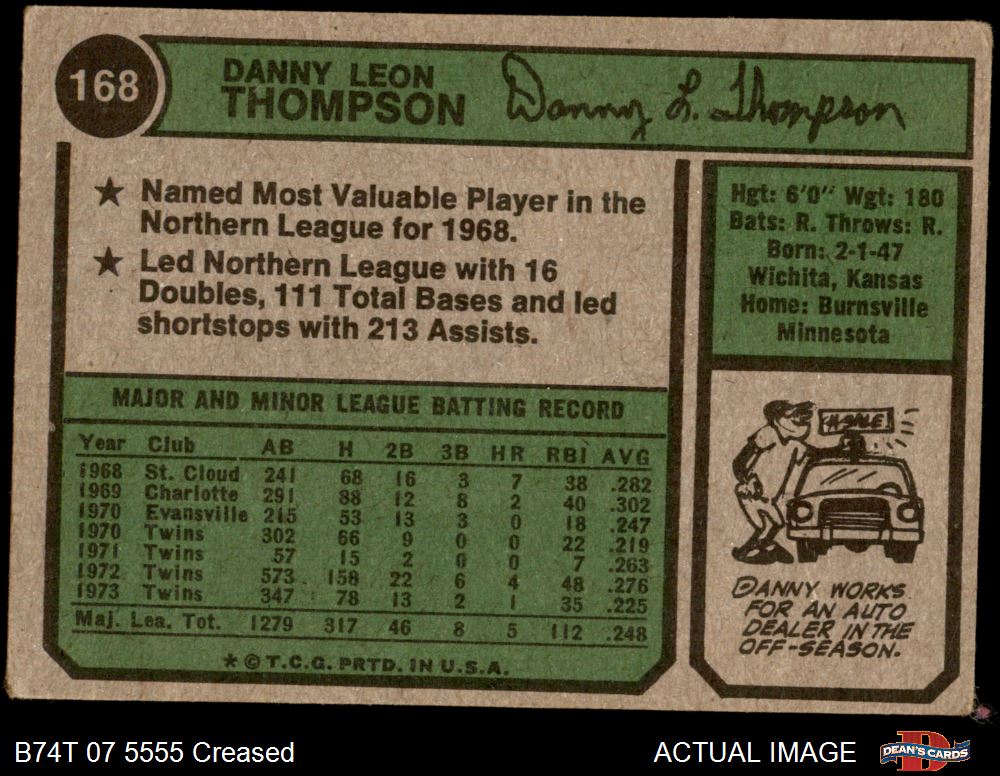 168
DANNY LEON
THOMPSON
Danny L. Thompson
★ Named Most Valuable Player in the
Northern League for 1968.
★ Led Northern League with 16
Doubles, 111 Total Bases and led
shortstops with 213 Assists.
Hgt: 6'0" Wgt: 180
Bats: R. Throws: R.
Born: 2-1-47
Wichita, Kansas
Home: Burnsville
Minnesota
MAJOR AND MINOR LEAGUE BATTING RECORD
Year Club AB H 2B 3B HR RBI AVG
1968 St. Cloud 241 68 16 3 7 38 .282
1969 Charlotte 291 88 12 8 2 40 .302
1970 Evansville 215 53 13 3 0 18 .247
1970 Twins 302 66 9 0 0 22 .219
1971 Twins 57 15 2 0 0 7 .263
1972 Twins 573 158 22 6 4 48 .276
1973 Twins 347 78 13 2 1 35 .225
Maj. Lea. Tot. 1279 317 46 8 5 112 .248
* © T.C.G. PRTD. IN U.S.A.
DANNY WORKS
FOR AN AUTO
DEALER IN THE
OFF-SEASON.
B74T 07 5555 Creased
ACTUAL IMAGE
DEAN'S CARDS